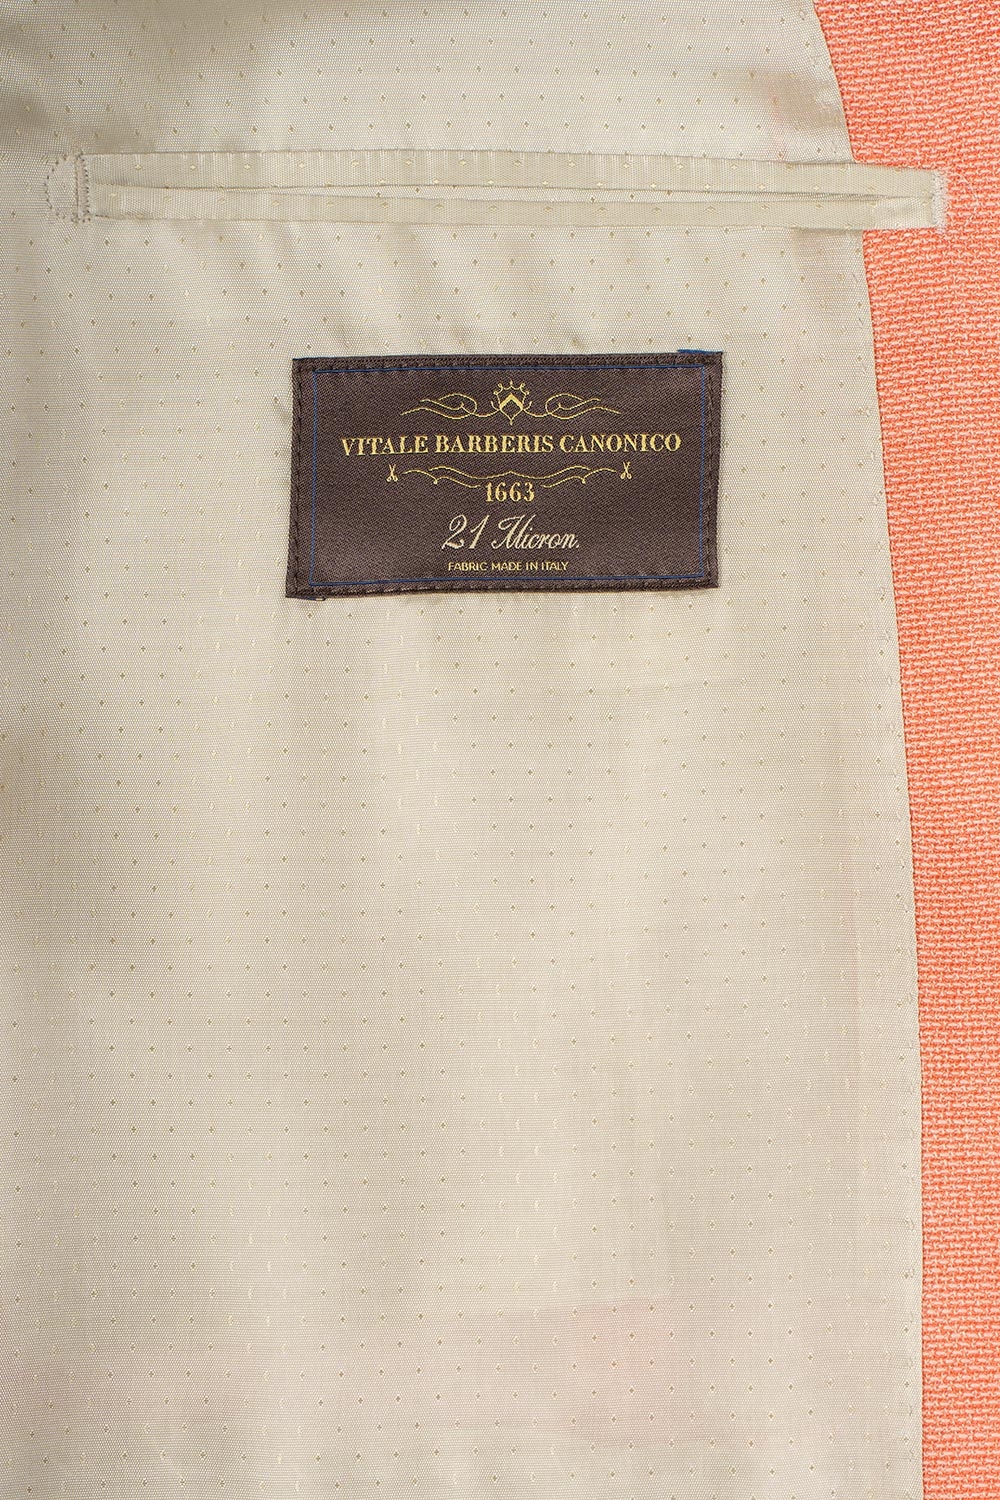 VITALE BARBERIS CANONICO
1663
21 Micron.
FABRIC MADE IN ITALY